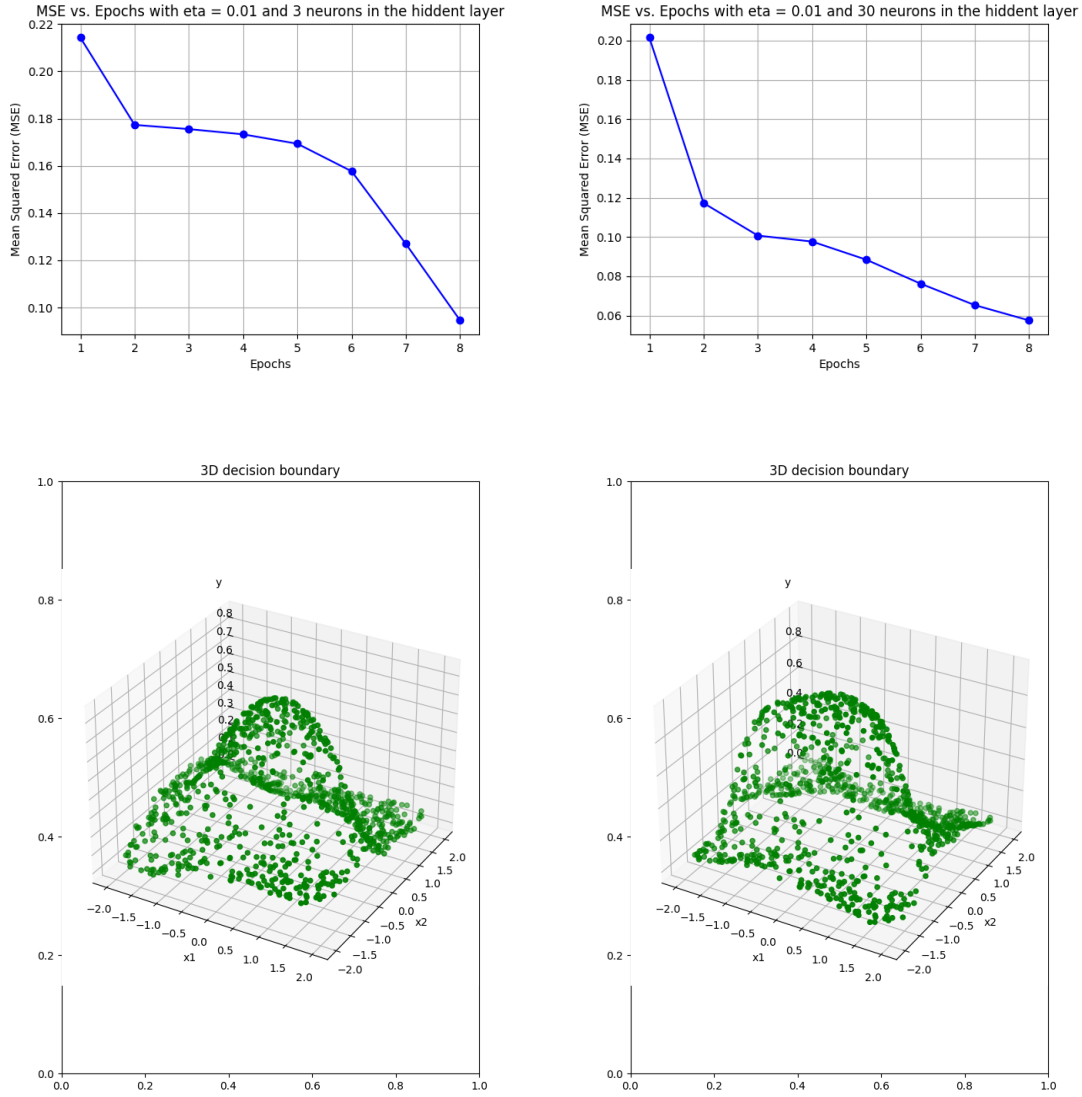 MSE vs. Epochs with eta = 0.01 and 3 neurons in the hiddent layer
0.22
0.20
0.18
0.16
0.14
0.12
0.10
Mean Squared Error (MSE)
1 2 3 4 5 6 7 8
Epochs
MSE vs. Epochs with eta = 0.01 and 30 neurons in the hiddent layer
0.20
0.18
0.16
0.14
0.12
0.10
0.08
0.06
Mean Squared Error (MSE)
1 2 3 4 5 6 7 8
Epochs
3D decision boundary
1.0
0.8
0.6
0.4
0.2
0.0
0.0 0.2 0.4 0.6 0.8 1.0
y
0.8
0.7
0.6
0.5
0.4
0.3
0.2
−2.0 −1.5 −1.0 −0.5 0.0 0.5 1.0 1.5 2.0
x1
−2.0 −1.5 −1.0 −0.5 0.0 0.5 1.0 1.5 2.0
x2
3D decision boundary
1.0
0.8
0.6
0.4
0.2
0.0
0.0 0.2 0.4 0.6 0.8 1.0
y
0.8
0.6
0.4
0.2
0.0
−2.0 −1.5 −1.0 −0.5 0.0 0.5 1.0 1.5 2.0
x1
−2.0 −1.5 −1.0 −0.5 0.0 0.5 1.0 1.5 2.0
x2